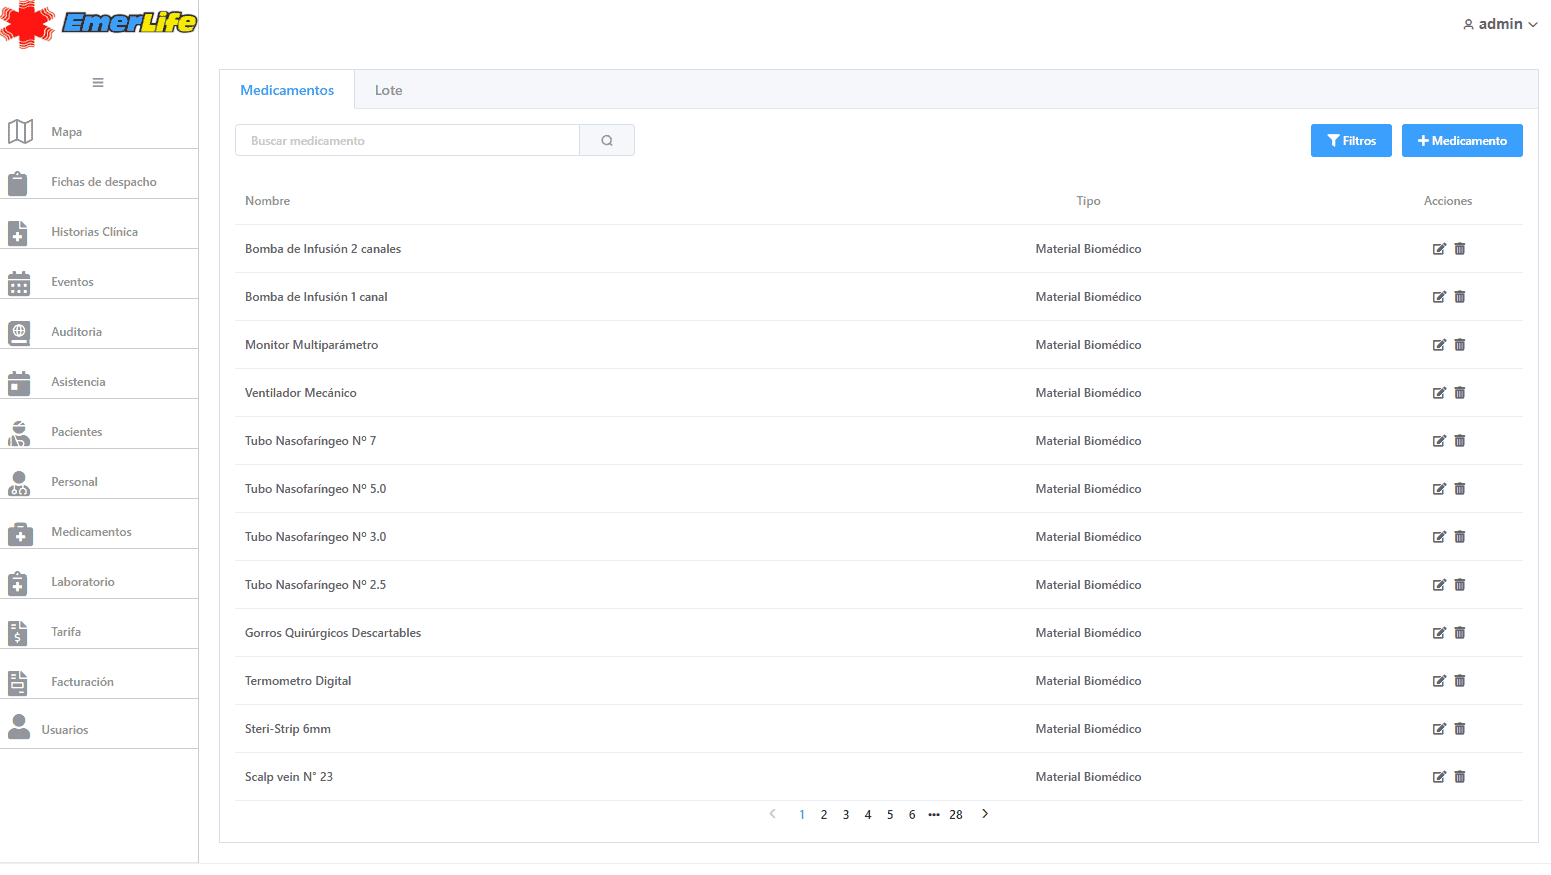 EmerLife
admin
Mapa
Fichas de despacho
Historias Clínica
Eventos
Auditoria
Asistencia
Pacientes
Personal
Medicamentos
Laboratorio
Tarifa
Facturación
Usuarios
Medicamentos Lote
Buscar medicamento
Filtros
Medicamento
Nombre Tipo Acciones
Bomba de Infusión 2 canales Material Biomédico
Bomba de Infusión 1 canal Material Biomédico
Monitor Multiparámetro Material Biomédico
Ventilador Mecánico Material Biomédico
Tubo Nasofaríngeo Nº 7 Material Biomédico
Tubo Nasofaríngeo Nº 5.0 Material Biomédico
Tubo Nasofaríngeo Nº 3.0 Material Biomédico
Tubo Nasofaríngeo Nº 2.5 Material Biomédico
Gorros Quirúrgicos Descartables Material Biomédico
Termometro Digital Material Biomédico
Steri-Strip 6mm Material Biomédico
Scalp vein N° 23 Material Biomédico
1 2 3 4 5 6 ••• 28